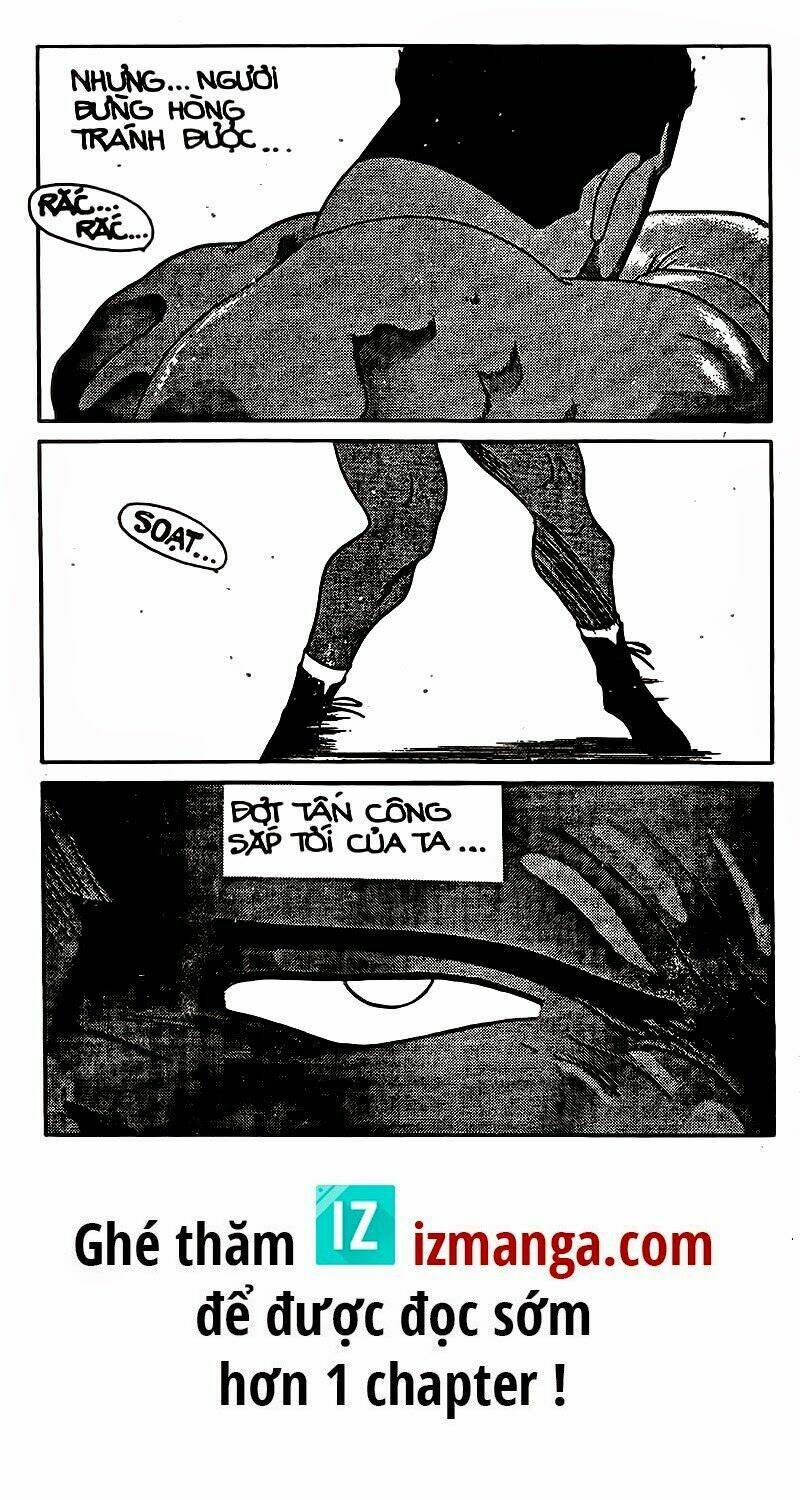 NHƯNG... NGƯƠI
ĐỪNG HÒNG
TRÁNH ĐƯỢC...
RẮC...
RẮC...
SOẠT...
ĐỢT TẤN CÔNG
SẮP TỚI CỦA TA...
Ghé thăm IZ izmanga.com
để được đọc sớm
hơn 1 chapter !